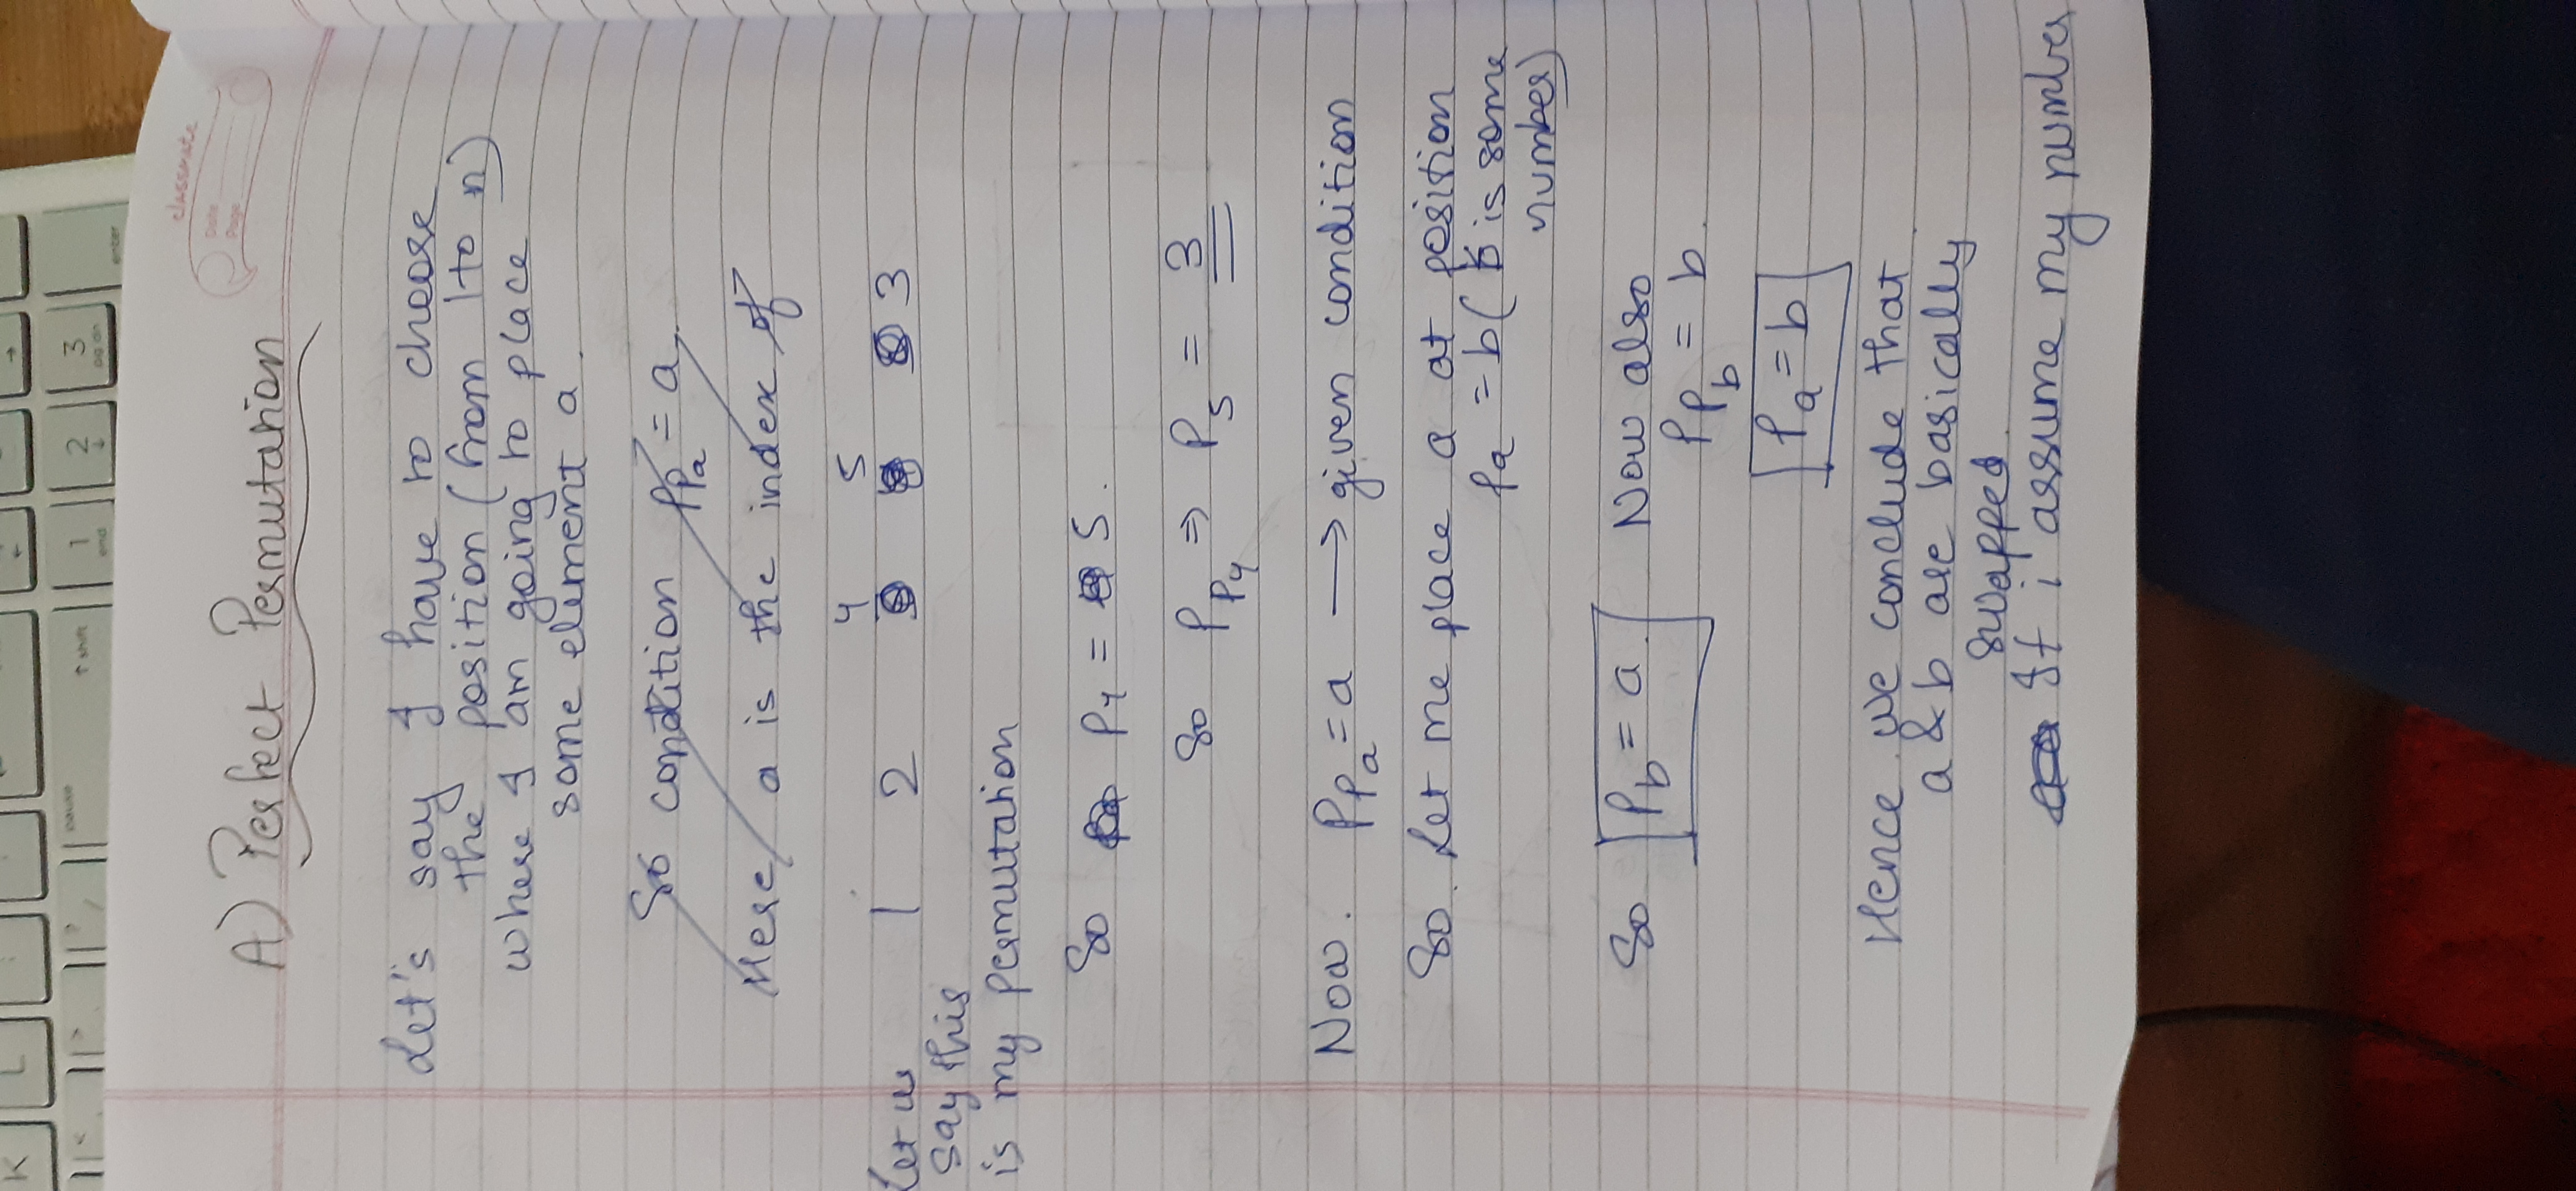 K L
← ↓ →
< > ? / pause ↑ shift 1 end 2 ↓ 3 pg dn enter
classmate
Date
Page
A) Perfect Permutation
Let's say I have to choose
the position (from 1 to n)
where I am going to place
some element a.
So condition P_{P_a} = a.
Here a is the index of
4 5
Let us 1 2 3
say this
is my permutation
So P_4 = 5.
So P_{P_4} ⇒ P_5 = 3
Now. P_{P_a} = a → given condition
So. Let me place a at position
P_a = b ( b is some
number)
So P_b = a. Now also
P_{P_b} = b.
P_a = b
Hence we conclude that
a & b are basically
swapped.
If i assume my number